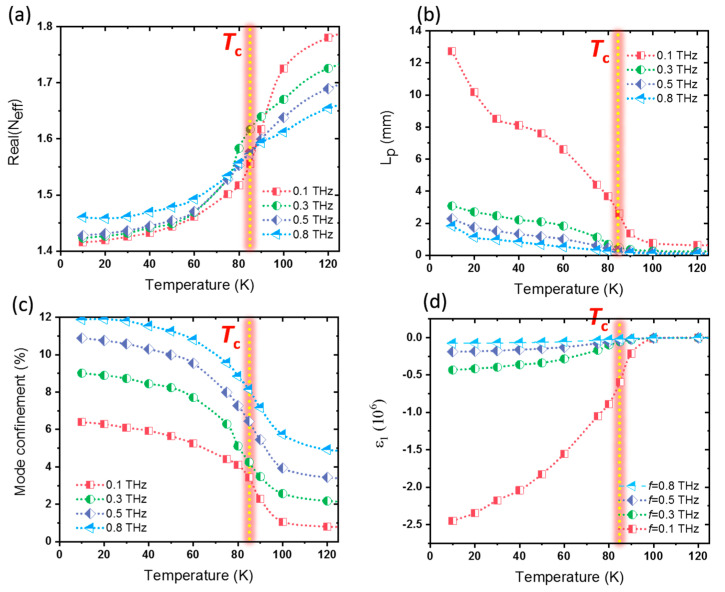 (a)
Tc
1.8
1.7
1.6
1.5
1.4
Real(Neff)
0.1 THz
0.3 THz
0.5 THz
0.8 THz
0 20 40 60 80 100 120
Temperature (K)
(b)
Tc
14
12
10
8
6
4
2
0
Lp (mm)
0.1 THz
0.3 THz
0.5 THz
0.8 THz
0 20 40 60 80 100 120
Temperature (K)
(c)
Tc
12
10
8
6
4
2
0
Mode confinement (%)
0.1 THz
0.3 THz
0.5 THz
0.8 THz
0 20 40 60 80 100 120
Temperature (K)
(d)
Tc
0.0
-0.5
-1.0
-1.5
-2.0
-2.5
ε1 (10⁶)
f=0.8 THz
f=0.5 THz
f=0.3 THz
f=0.1 THz
0 20 40 60 80 100 120
Temperature (K)